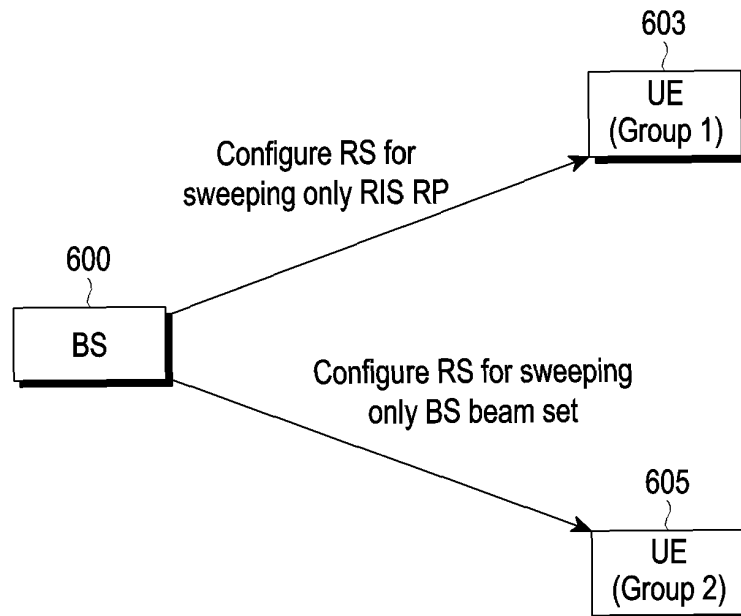 603
UE
(Group 1)
Configure RS for
sweeping only RIS RP
600
BS
Configure RS for sweeping
only BS beam set
605
UE
(Group 2)